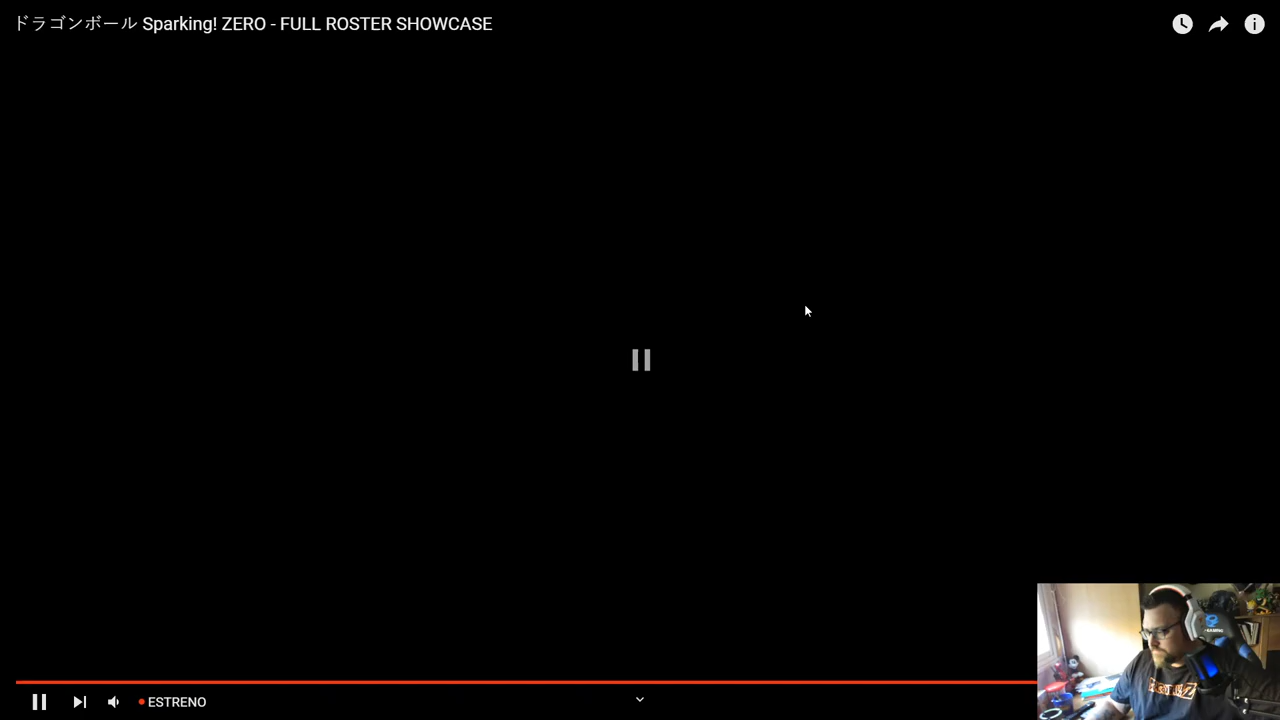 ドラゴンボール Sparking! ZERO - FULL ROSTER SHOWCASE
ESTRENO